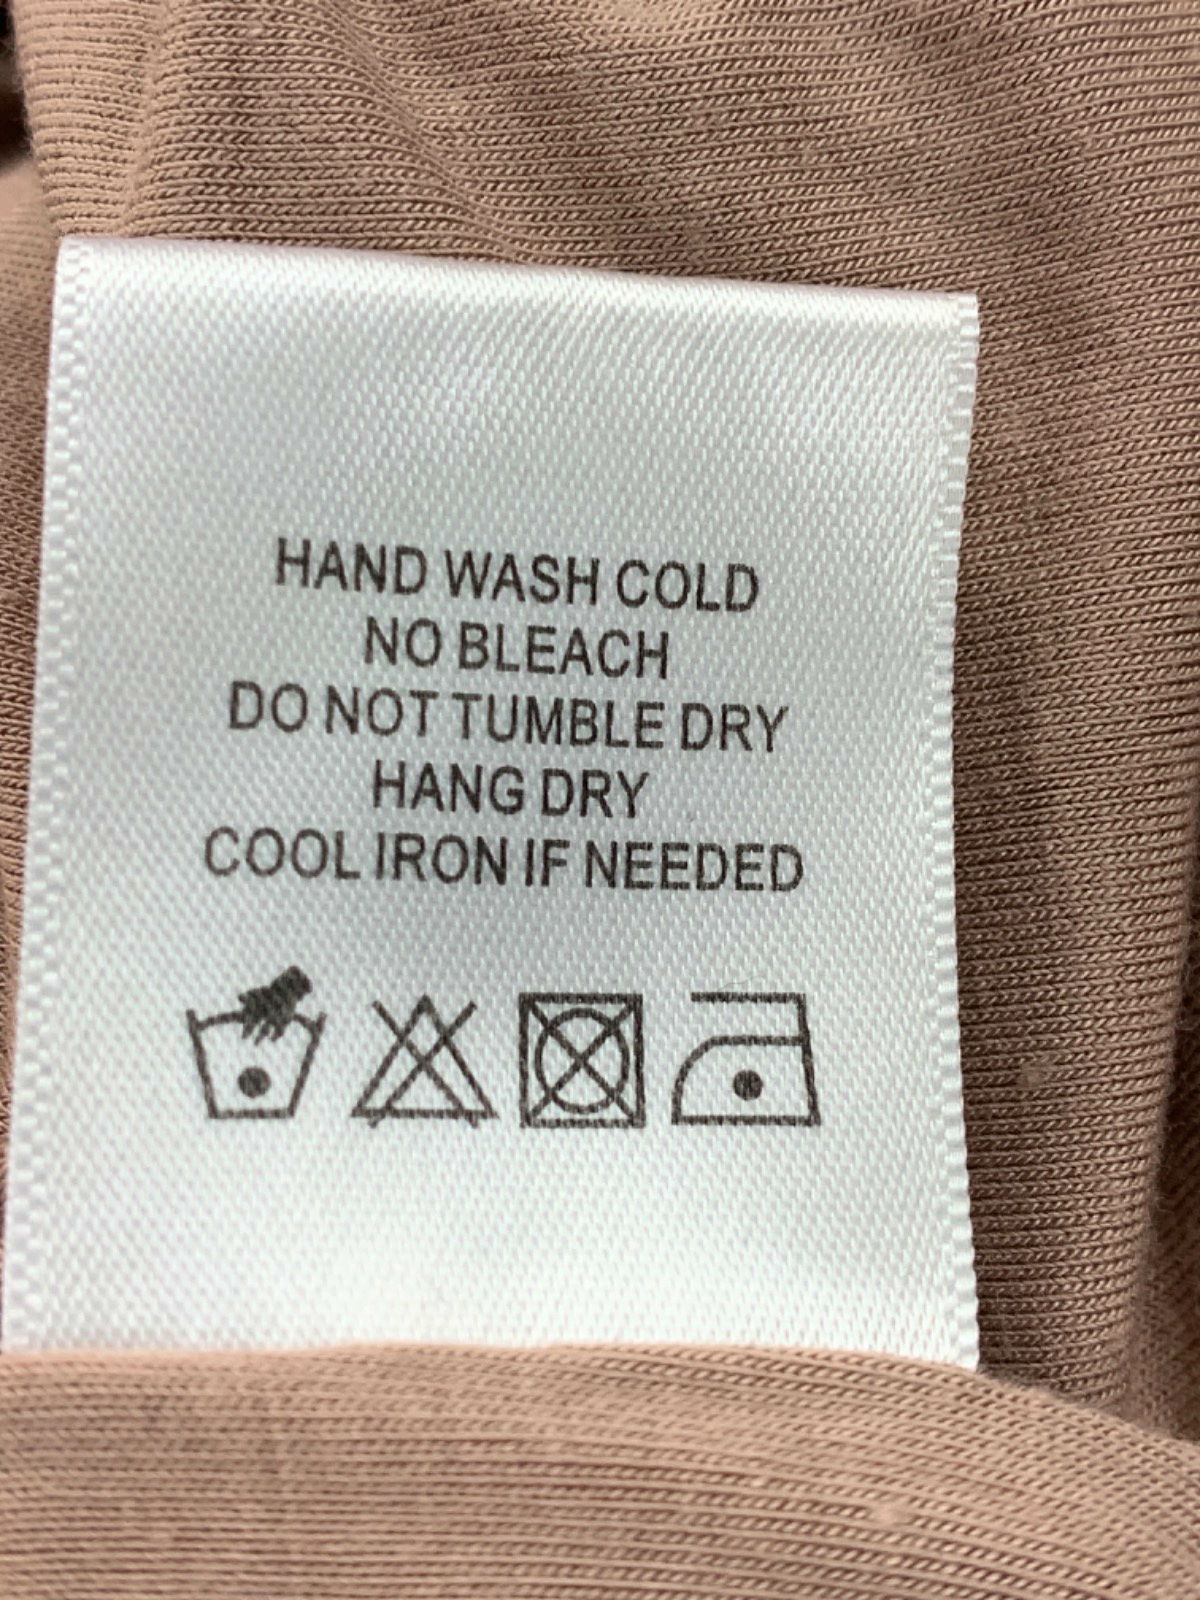 HAND WASH COLD
NO BLEACH
DO NOT TUMBLE DRY
HANG DRY
COOL IRON IF NEEDED